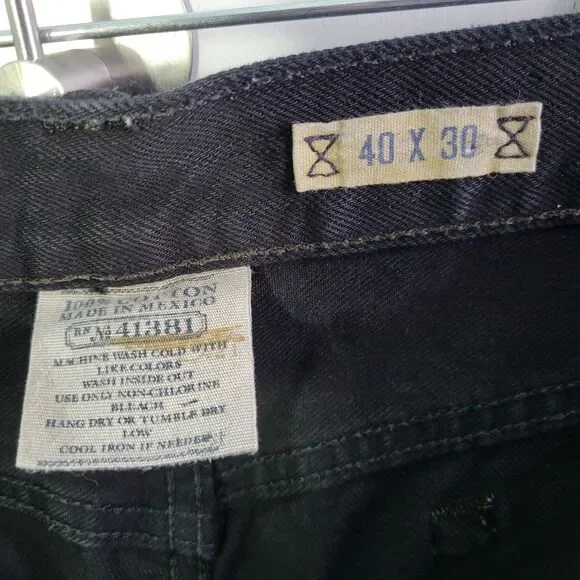 40 X 30
100% COTTON
MADE IN MEXICO
RN № 41381
MACHINE WASH COLD WITH
LIKE COLORS
WASH INSIDE OUT
USE ONLY NON-CHLORINE
BLEACH
HANG DRY OR TUMBLE DRY
LOW
COOL IRON IF NEEDED